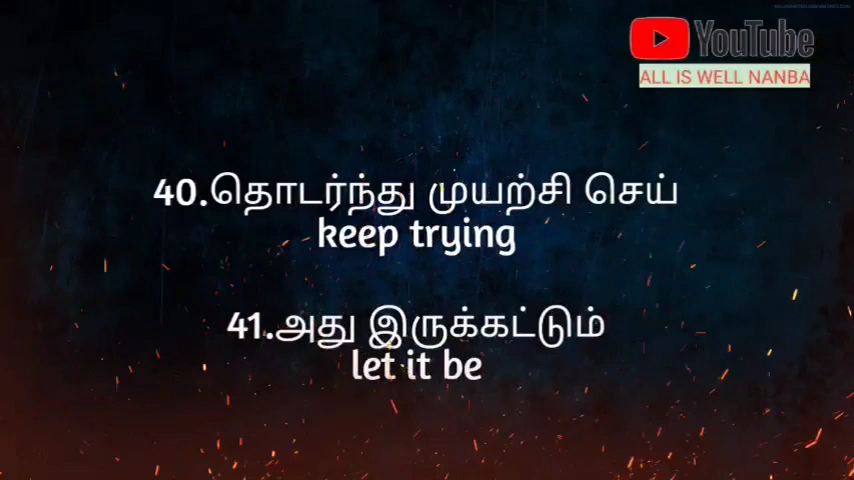 YouTube
ALL IS WELL NANBA
40.தொடர்ந்து முயற்சி செய்
keep trying
41.அது இருக்கட்டும்
let it be